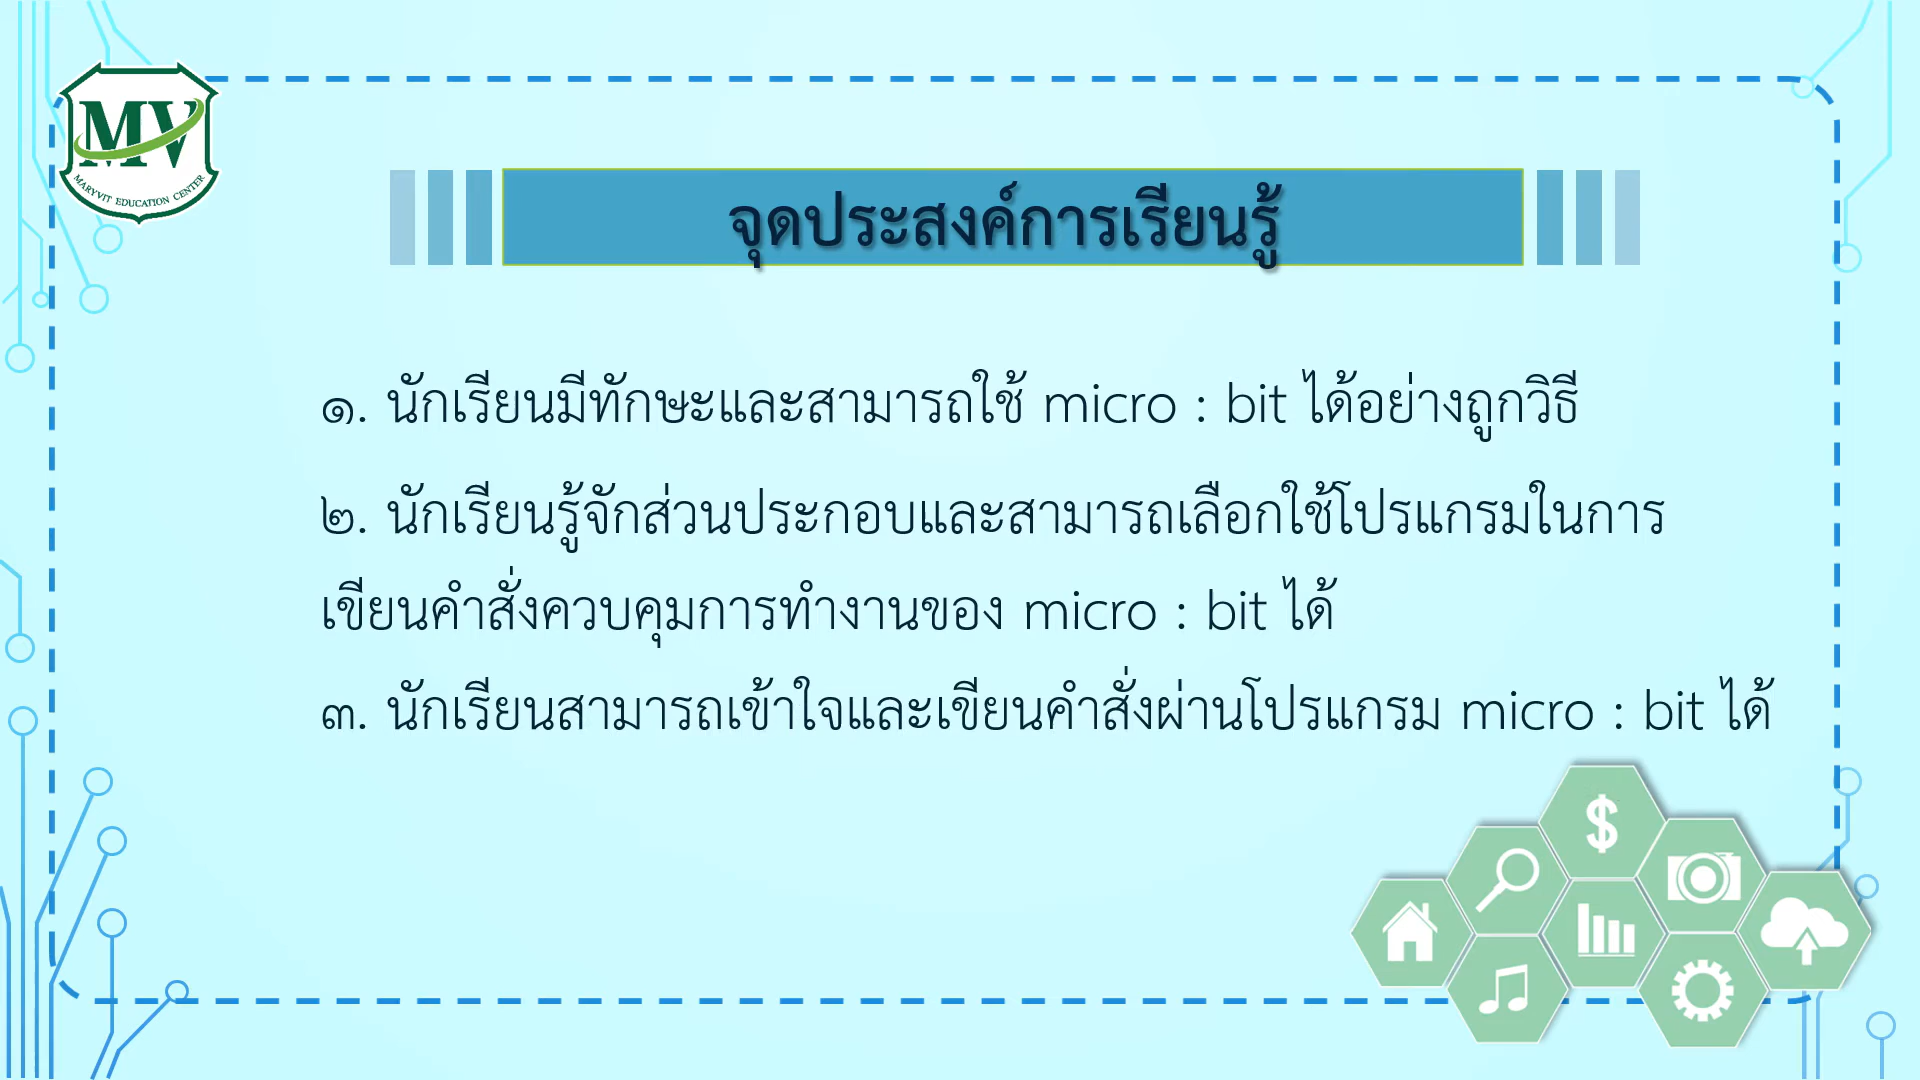 MV
MARYVIT EDUCATION CENTER
จุดประสงค์การเรียนรู้
๑. นักเรียนมีทักษะและสามารถใช้ micro : bit ได้อย่างถูกวิธี
๒. นักเรียนรู้จักส่วนประกอบและสามารถเลือกใช้โปรแกรมในการ
เขียนคำสั่งควบคุมการทำงานของ micro : bit ได้
๓. นักเรียนสามารถเข้าใจและเขียนคำสั่งผ่านโปรแกรม micro : bit ได้